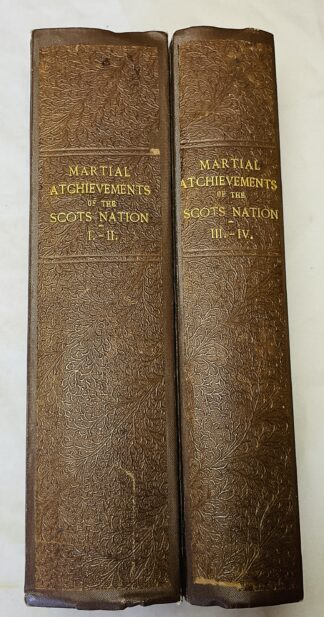 MARTIAL
ATCHIEVEMENTS
OF THE
SCOTS NATION
I.-II.
MARTIAL
ATCHIEVEMENTS
OF THE
SCOTS NATION
III.-IV.